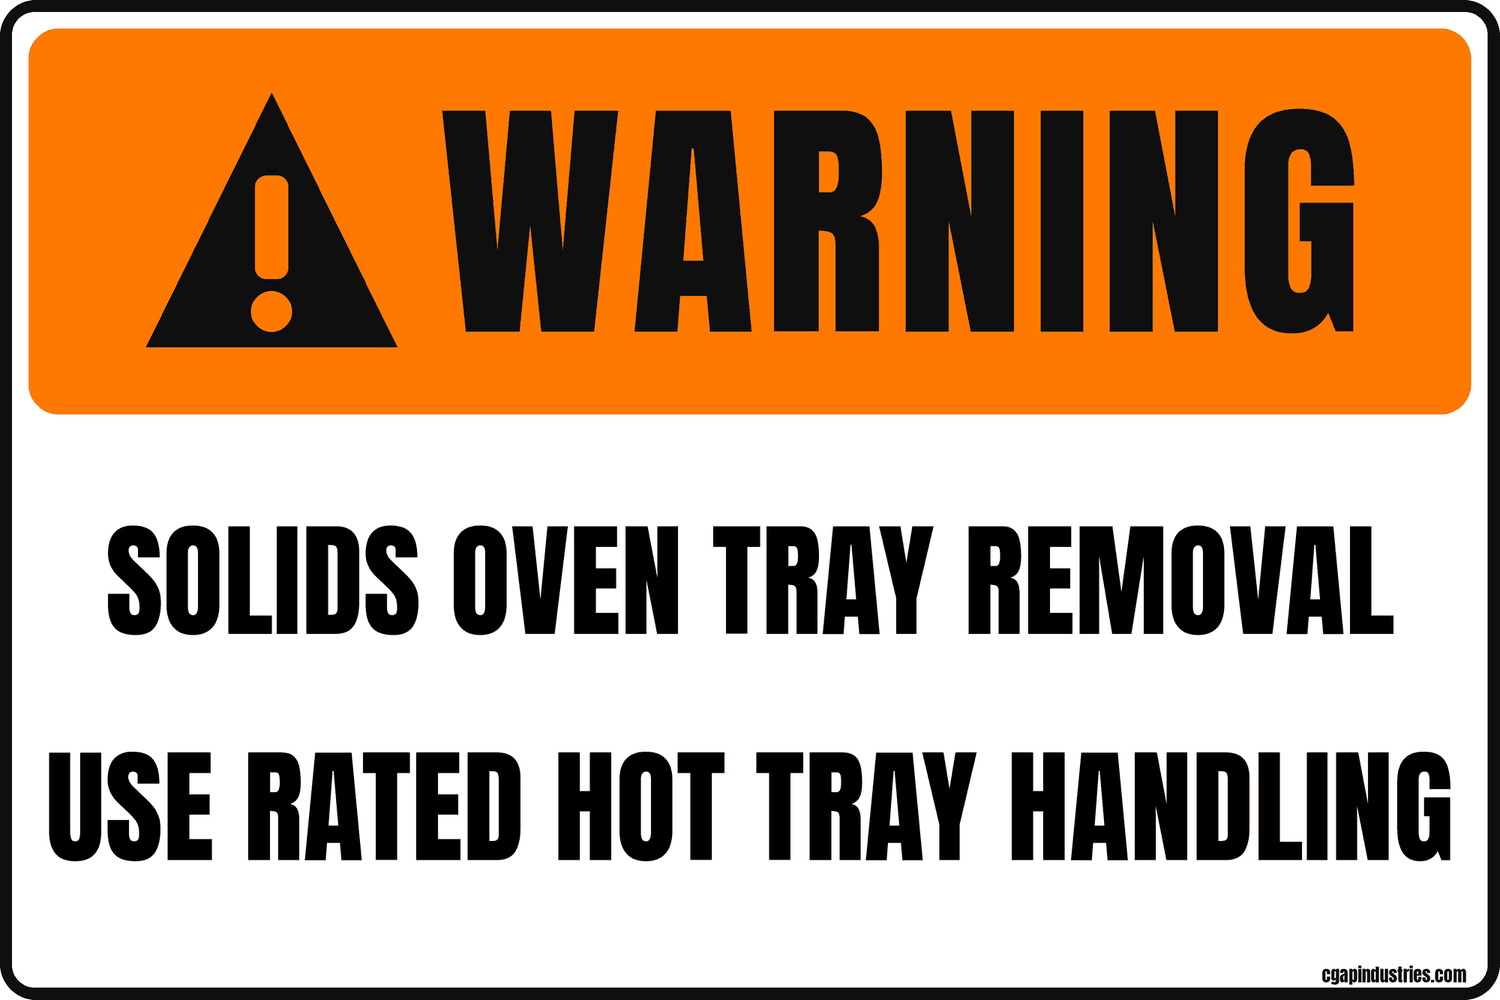 WARNING
SOLIDS OVEN TRAY REMOVAL
USE RATED HOT TRAY HANDLING
cgapindustries.com